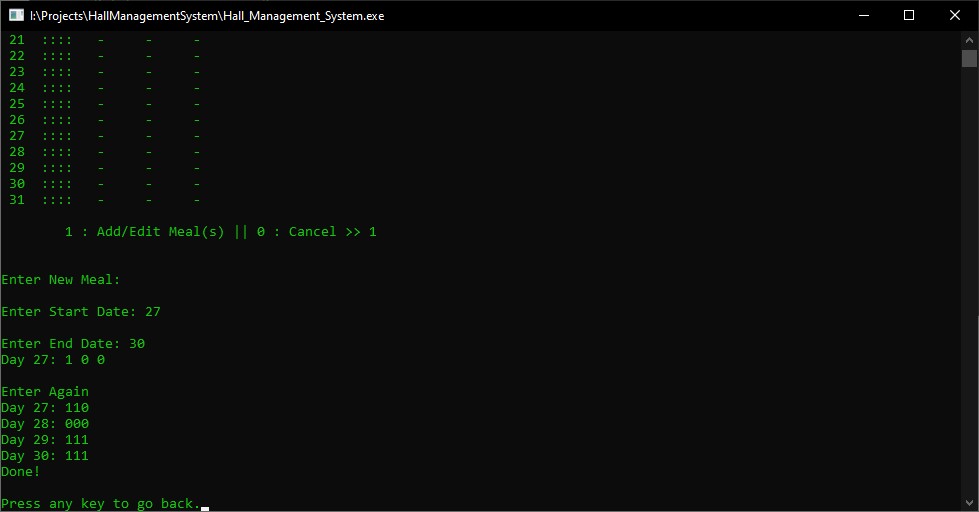 I:\Projects\HallManagementSystem\Hall_Management_System.exe
21 :::: - - -
22 :::: - - -
23 :::: - - -
24 :::: - - -
25 :::: - - -
26 :::: - - -
27 :::: - - -
28 :::: - - -
29 :::: - - -
30 :::: - - -
31 :::: - - -
1 : Add/Edit Meal(s) || 0 : Cancel >> 1
Enter New Meal:
Enter Start Date: 27
Enter End Date: 30
Day 27: 1 0 0
Enter Again
Day 27: 110
Day 28: 000
Day 29: 111
Day 30: 111
Done!
Press any key to go back.